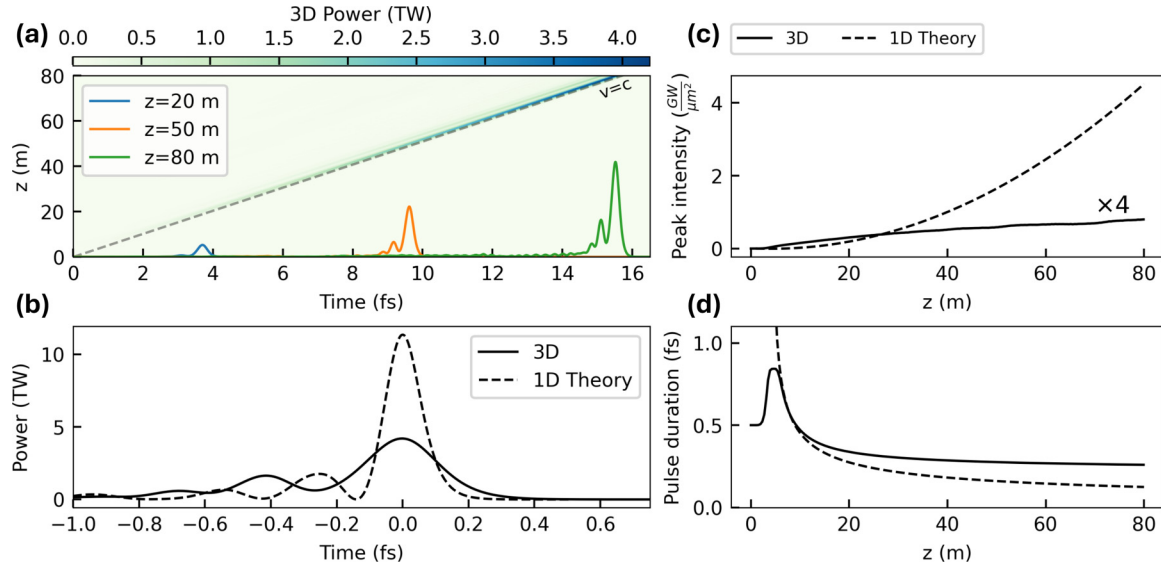 3D Power (TW)
(a)
0.0 0.5 1.0 1.5 2.0 2.5 3.0 3.5 4.0
80
60
40
20
0
z (m)
z=20 m
z=50 m
z=80 m
v=c
0 2 4 6 8 10 12 14 16
Time (fs)
(b)
10
5
0
Power (TW)
3D
1D Theory
−1.0 −0.8 −0.6 −0.4 −0.2 0.0 0.2 0.4 0.6
Time (fs)
(c)
3D 1D Theory
Peak intensity (GW/μm²)
4
2
0
×4
0 20 40 60 80
z (m)
(d)
Pulse duration (fs)
1.0
0.5
0.0
0 20 40 60 80
z (m)